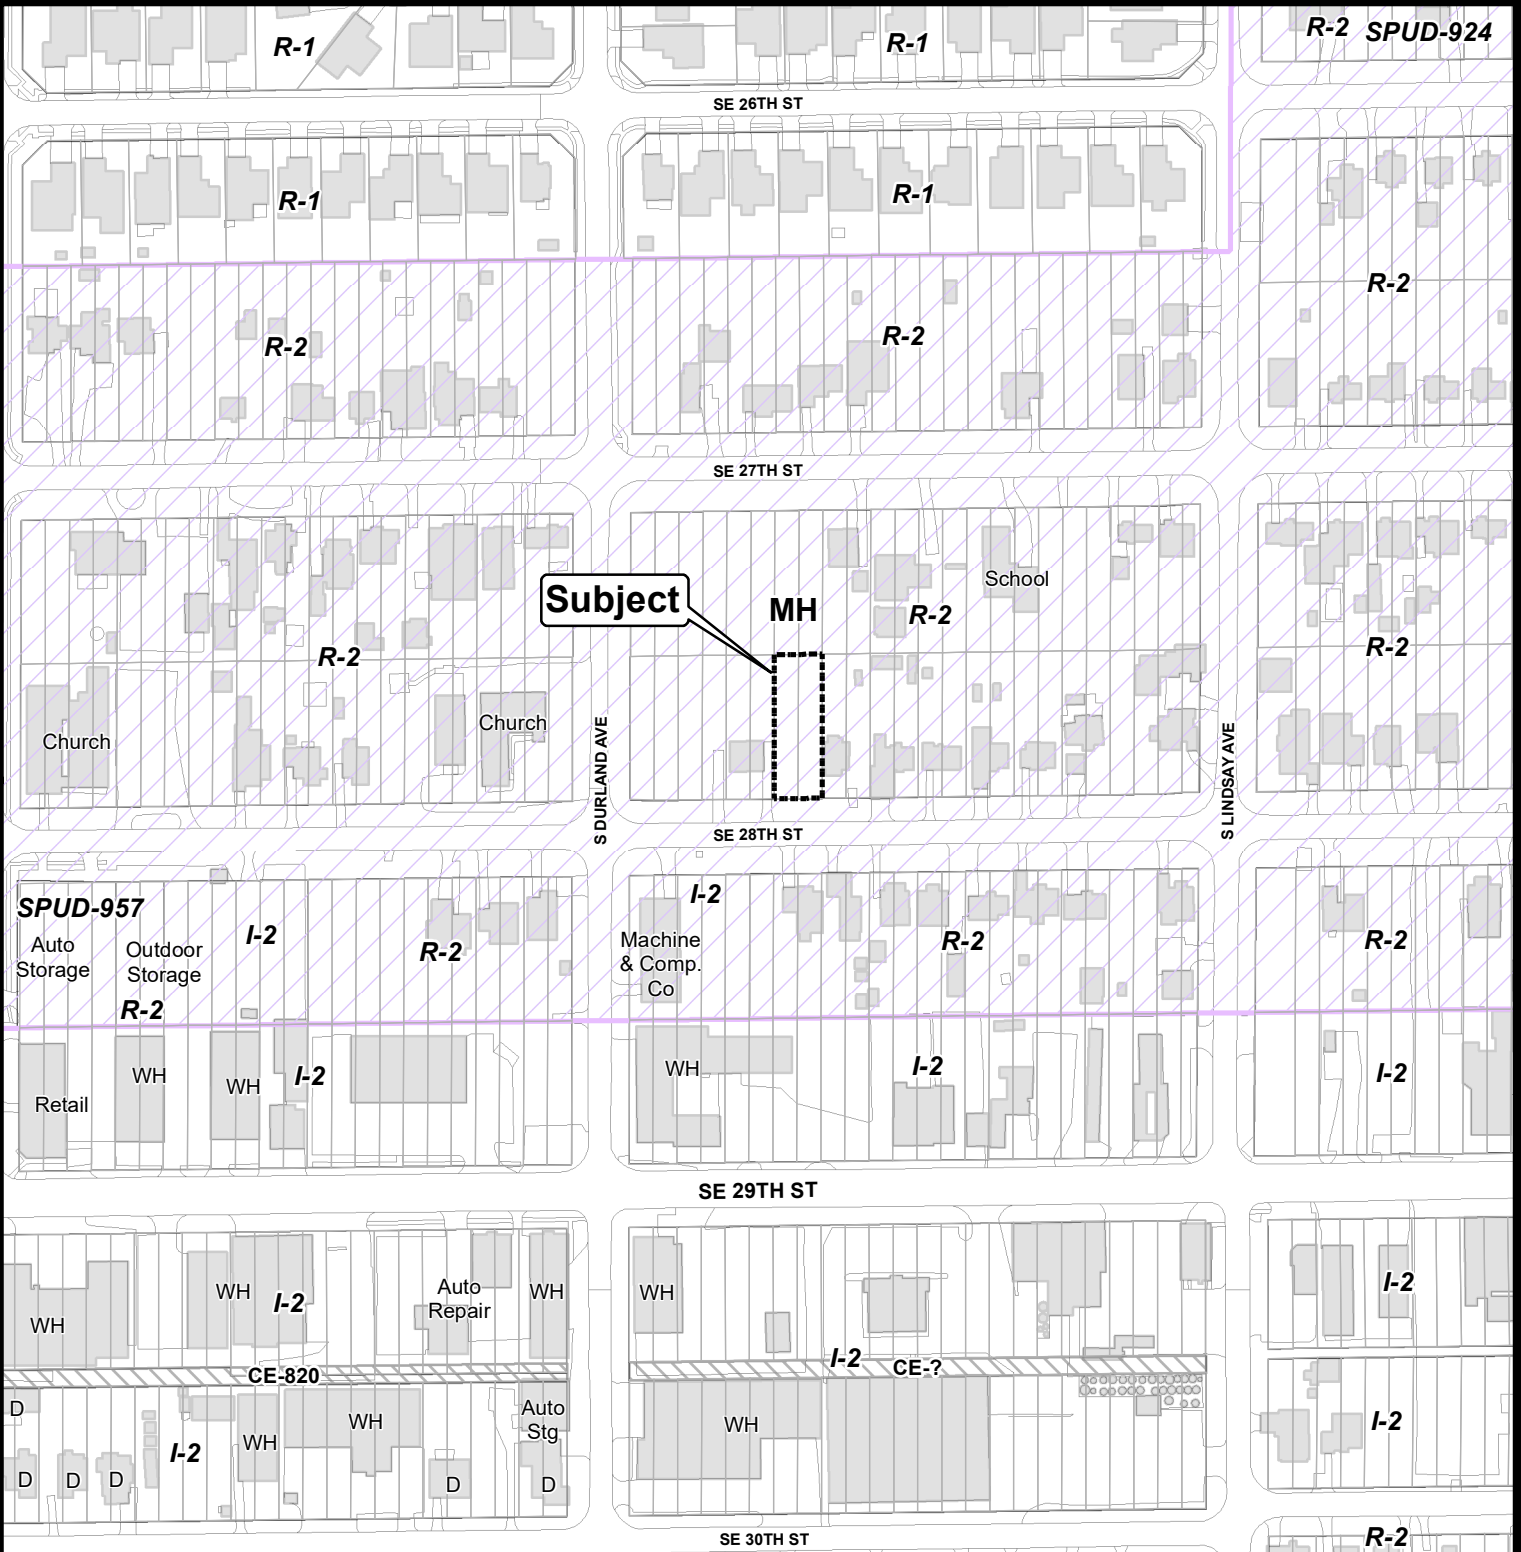 R-1
R-1
R-2
SPUD-924
SE 26TH ST
R-1
R-1
R-2
R-2
R-2
SE 27TH ST
School
Subject
MH
R-2
R-2
R-2
Church
Church
S DURLAND AVE
S LINDSAY AVE
SE 28TH ST
SPUD-957
I-2
I-2
Auto
Storage
Outdoor
Storage
R-2
R-2
Machine
& Comp.
Co
R-2
R-2
WH
WH
I-2
Retail
WH
I-2
I-2
SE 29TH ST
WH
WH
I-2
Auto
Repair
WH
WH
I-2
CE-820
I-2
CE-?
D
WH
WH
I-2
Auto
Stg
WH
I-2
D
D
D
D
D
SE 30TH ST
R-2